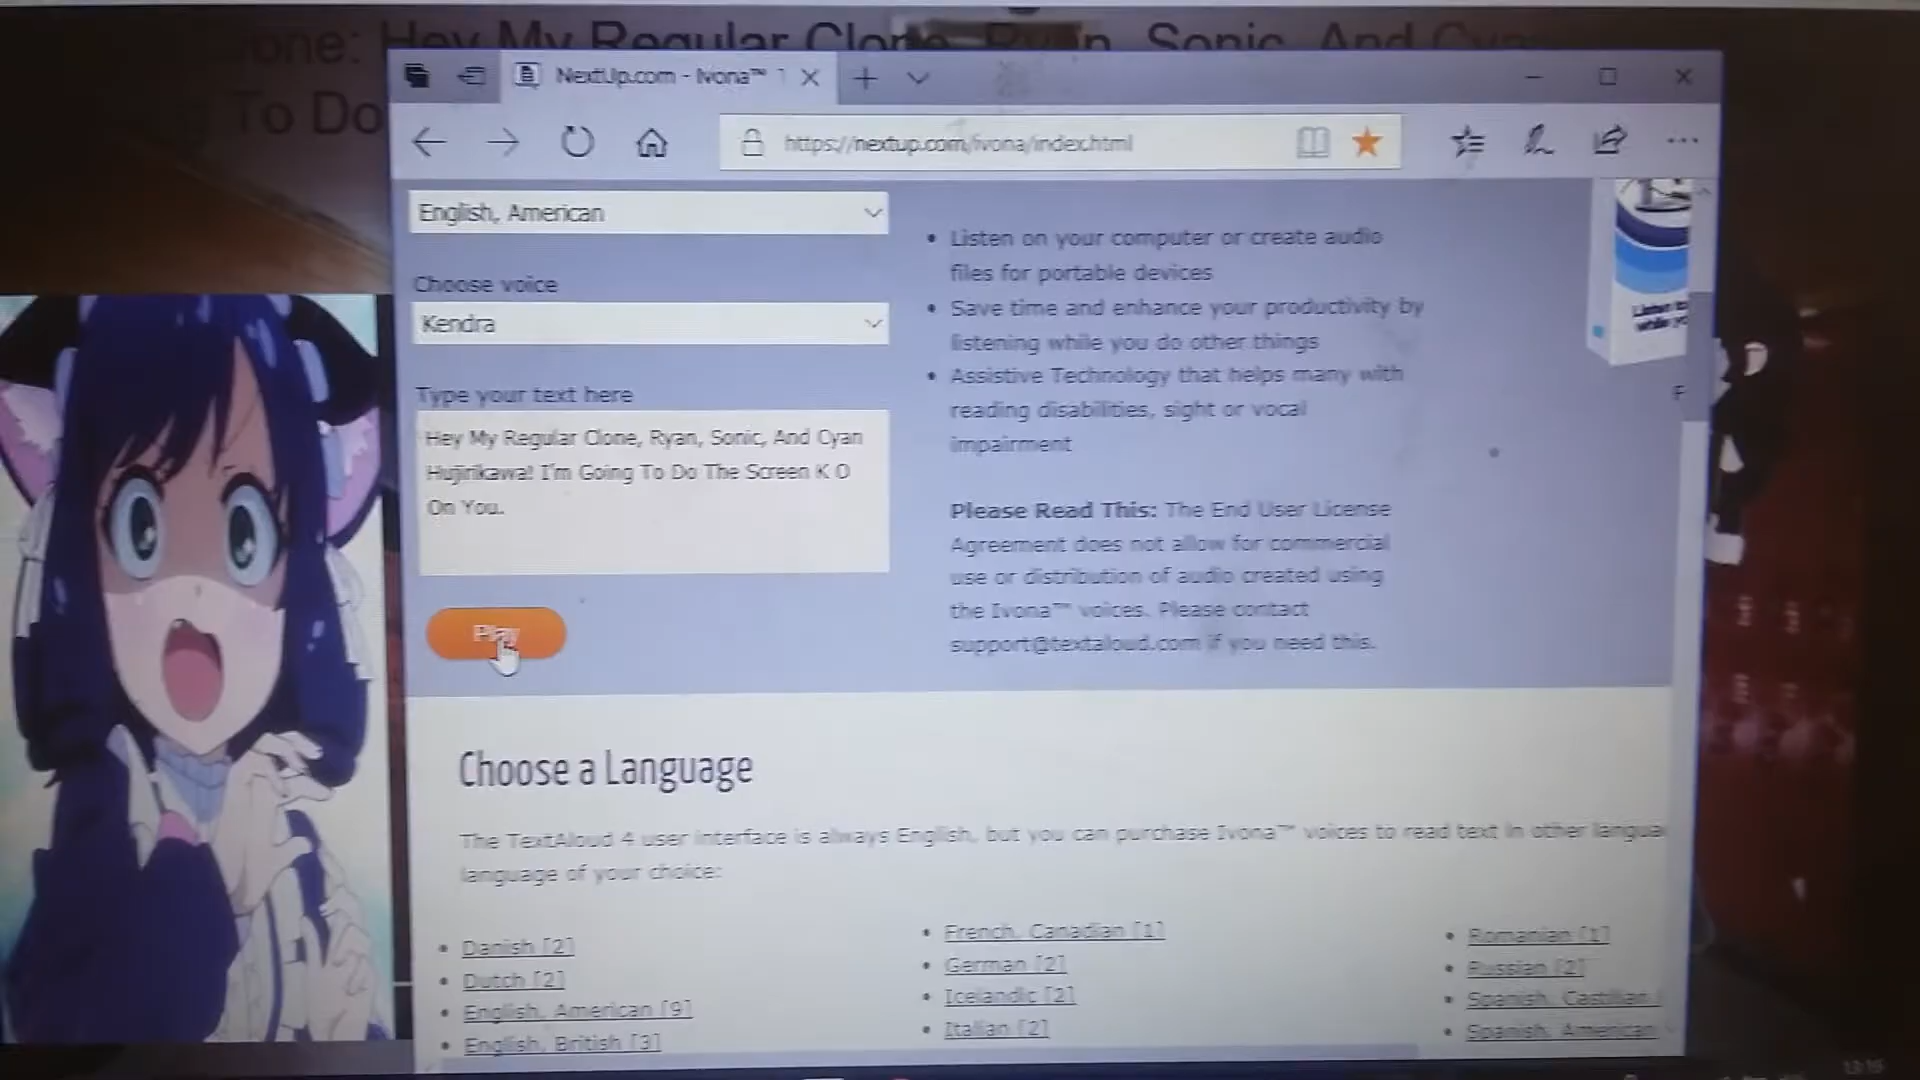 one: Hey My Regular Clone, Ryan, Sonic, And Cyan
To Do
NextUp.com - Ivona™ T
https://nextup.com/ivona/index.html
English, American
Choose voice
Kendra
Type your text here
Hey My Regular Clone, Ryan, Sonic, And Cyan
Hujirikawa! I'm Going To Do The Screen K O
On You.
Play
• Listen on your computer or create audio
files for portable devices
• Save time and enhance your productivity by
listening while you do other things
• Assistive Technology that helps many with
reading disabilities, sight or vocal
impairment
Please Read This: The End User License
Agreement does not allow for commercial
use or distribution of audio created using
the Ivona™ voices. Please contact
support@textaloud.com if you need this.
Listen to
while yo
F
Choose a Language
The TextAloud 4 user interface is always English, but you can purchase Ivona™ voices to read text in other langua
language of your choice:
• Danish [2]
• Dutch [2]
• English, American [9]
• English, British [3]
• French, Canadian [1]
• German [2]
• Icelandic [2]
• Italian [2]
• Romanian [1]
• Russian [2]
• Spanish, Castilian
• Spanish, American
13:19